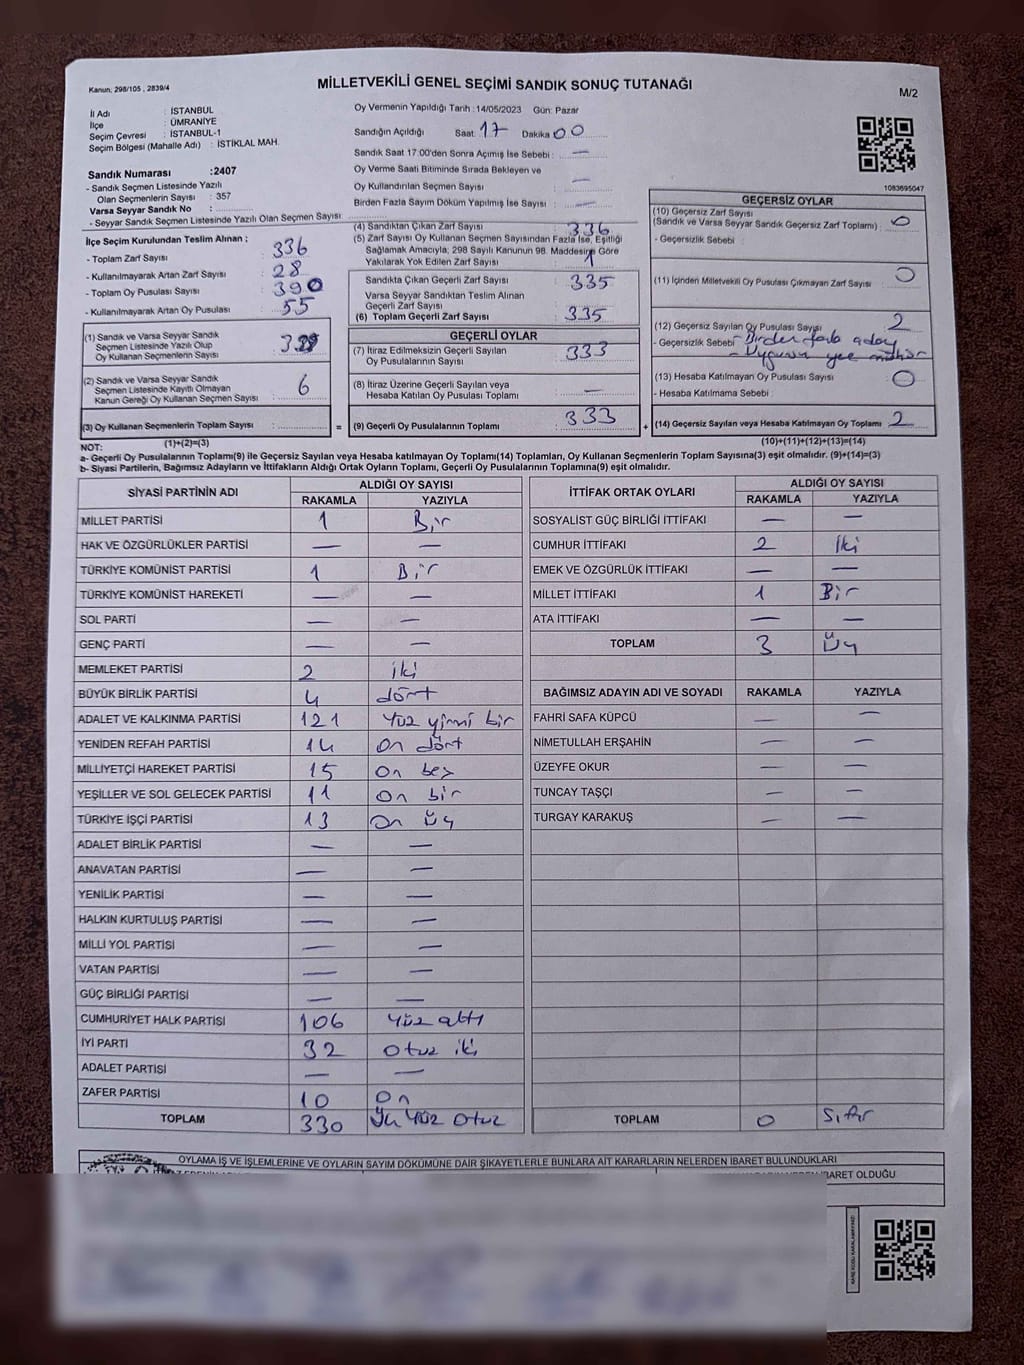 Kanun, 298/105 , 2839/4
MİLLETVEKİLİ GENEL SEÇİMİ SANDIK SONUÇ TUTANAĞI
M/2
İl Adı : İSTANBUL
İlçe : ÜMRANİYE
Seçim Çevresi : İSTANBUL-1
Seçim Bölgesi (Mahalle Adı) : İSTİKLAL MAH.
Sandık Numarası :2407
- Sandık Seçmen Listesinde Yazılı
Olan Seçmenlerin Sayısı : 357
Varsa Seyyar Sandık No :
- Seyyar Sandık Seçmen Listesinde Yazılı Olan Seçmen Sayısı:
Oy Vermenin Yapıldığı Tarih : 14/05/2023 Gün: Pazar
Sandığın Açıldığı Saat: 17 Dakika 00
Sandık Saat 17:00'den Sonra Açımış İse Sebebi : —
Oy Verme Saati Bitiminde Sırada Bekleyen ve
Oy Kullandırılan Seçmen Sayısı —
Birden Fazla Sayım Döküm Yapılmış İse Sayısı : —
1083695047
İlçe Seçim Kurulundan Teslim Alınan ;
- Toplam Zarf Sayısı : 336
- Kullanılmayarak Artan Zarf Sayısı : 28
- Toplam Oy Pusulası Sayısı : 390
- Kullanılmayarak Artan Oy Pusulası : 55
(1) Sandık ve Varsa Seyyar Sandık
Seçmen Listesinde Yazılı Olup
Oy Kullanan Seçmenlerin Sayısı :
(2) Sandık ve Varsa Seyyar Sandık
Seçmen Listesinde Kayıtlı Olmayan
Kanun Gereği Oy Kullanan Seçmen Sayısı : 6
(3) Oy Kullanan Seçmenlerin Toplam Sayısı : =
(1)+(2)=(3)
(4) Sandıktan Çıkan Zarf Sayısı : 336
(5) Zarf Sayısı Oy Kullanan Seçmen Sayısından Fazla İse, Eşitliği
Sağlamak Amacıyla; 298 Sayılı Kanunun 98. Maddesine Göre
Yakılarak Yok Edilen Zarf Sayısı : 1
Sandıkta Çıkan Geçerli Zarf Sayısı : 335
Varsa Seyyar Sandıktan Teslim Alınan
Geçerli Zarf Sayısı :
(6) Toplam Geçerli Zarf Sayısı : 335
GEÇERLİ OYLAR
(7) İtiraz Edilmeksizin Geçerli Sayılan
Oy Pusulalarının Sayısı : 333
(8) İtiraz Üzerine Geçerli Sayılan veya
Hesaba Katılan Oy Pusulası Toplamı : —
(9) Geçerli Oy Pusulalarının Toplamı : 333 +
GEÇERSİZ OYLAR
(10) Geçersiz Zarf Sayısı
(Sandık ve Varsa Seyyar Sandık Geçersiz Zarf Toplamı) : 0
- Geçersizlik Sebebi :
(11) İçinden Milletvekili Oy Pusulası Çıkmayan Zarf Sayısı : 0
(12) Geçersiz Sayılan Oy Pusulası Sayısı : 2
- Geçersizlik Sebebi - Birden fazla aday
(13) Hesaba Katılmayan Oy Pusulası Sayısı : 0
- Hesaba Katılmama Sebebi :
(14) Geçersiz Sayılan veya Hesaba Katılmayan Oy Toplamı : 2
(10)+(11)+(12)+(13)=(14)
NOT:
a- Geçerli Oy Pusulalarının Toplamı(9) ile Geçersiz Sayılan veya Hesaba katılmayan Oy Toplamı(14) Toplamları, Oy Kullanan Seçmenlerin Toplam Sayısına(3) eşit olmalıdır. (9)+(14)=(3)
b- Siyasi Partilerin, Bağımsız Adayların ve İttifakların Aldığı Ortak Oyların Toplamı, Geçerli Oy Pusulalarının Toplamına(9) eşit olmalıdır.
SİYASİ PARTİNİN ADI ALDIĞI OY SAYISI
RAKAMLA YAZIYLA
MİLLET PARTİSİ 1 Bir
HAK VE ÖZGÜRLÜKLER PARTİSİ — —
TÜRKİYE KOMÜNİST PARTİSİ 1 Bir
TÜRKİYE KOMÜNİST HAREKETİ — —
SOL PARTİ — —
GENÇ PARTİ — —
MEMLEKET PARTİSİ 2 iki
BÜYÜK BİRLİK PARTİSİ 4 dört
ADALET VE KALKINMA PARTİSİ 121 Yüz yirmi bir
YENİDEN REFAH PARTİSİ 14 On dört
MİLLİYETÇİ HAREKET PARTİSİ 15 On beş
YEŞİLLER VE SOL GELECEK PARTİSİ 11 On bir
TÜRKİYE İŞÇİ PARTİSİ 13 On Üç
ADALET BİRLİK PARTİSİ — —
ANAVATAN PARTİSİ — —
YENİLİK PARTİSİ — —
HALKIN KURTULUŞ PARTİSİ — —
MİLLİ YOL PARTİSİ — —
VATAN PARTİSİ — —
GÜÇ BİRLİĞİ PARTİSİ — —
CUMHURİYET HALK PARTİSİ 106 Yüz altı
İYİ PARTİ 32 Otuz iki
ADALET PARTİSİ — —
ZAFER PARTİSİ 10 On
TOPLAM 330 Üç Yüz Otuz
İTTİFAK ORTAK OYLARI ALDIĞI OY SAYISI
RAKAMLA YAZIYLA
SOSYALİST GÜÇ BİRLİĞİ İTTİFAKI — —
CUMHUR İTTİFAKI 2 İki
EMEK VE ÖZGÜRLÜK İTTİFAKI — —
MİLLET İTTİFAKI 1 Bir
ATA İTTİFAKI — —
TOPLAM 3 Üç
BAĞIMSIZ ADAYIN ADI VE SOYADI RAKAMLA YAZIYLA
FAHRİ SAFA KÜPCÜ — —
NİMETULLAH ERŞAHİN — —
ÜZEYFE OKUR — —
TUNCAY TAŞÇI — —
TURGAY KARAKUŞ — —
TOPLAM 0 Sıfır
OYLAMA İŞ VE İŞLEMLERİNE VE OYLARIN SAYIM DÖKÜMÜNE DAİR ŞİKAYETLERLE BUNLARA AİT KARARLARIN NELERDEN İBARET BULUNDUKLARI
İBARET OLDUĞU